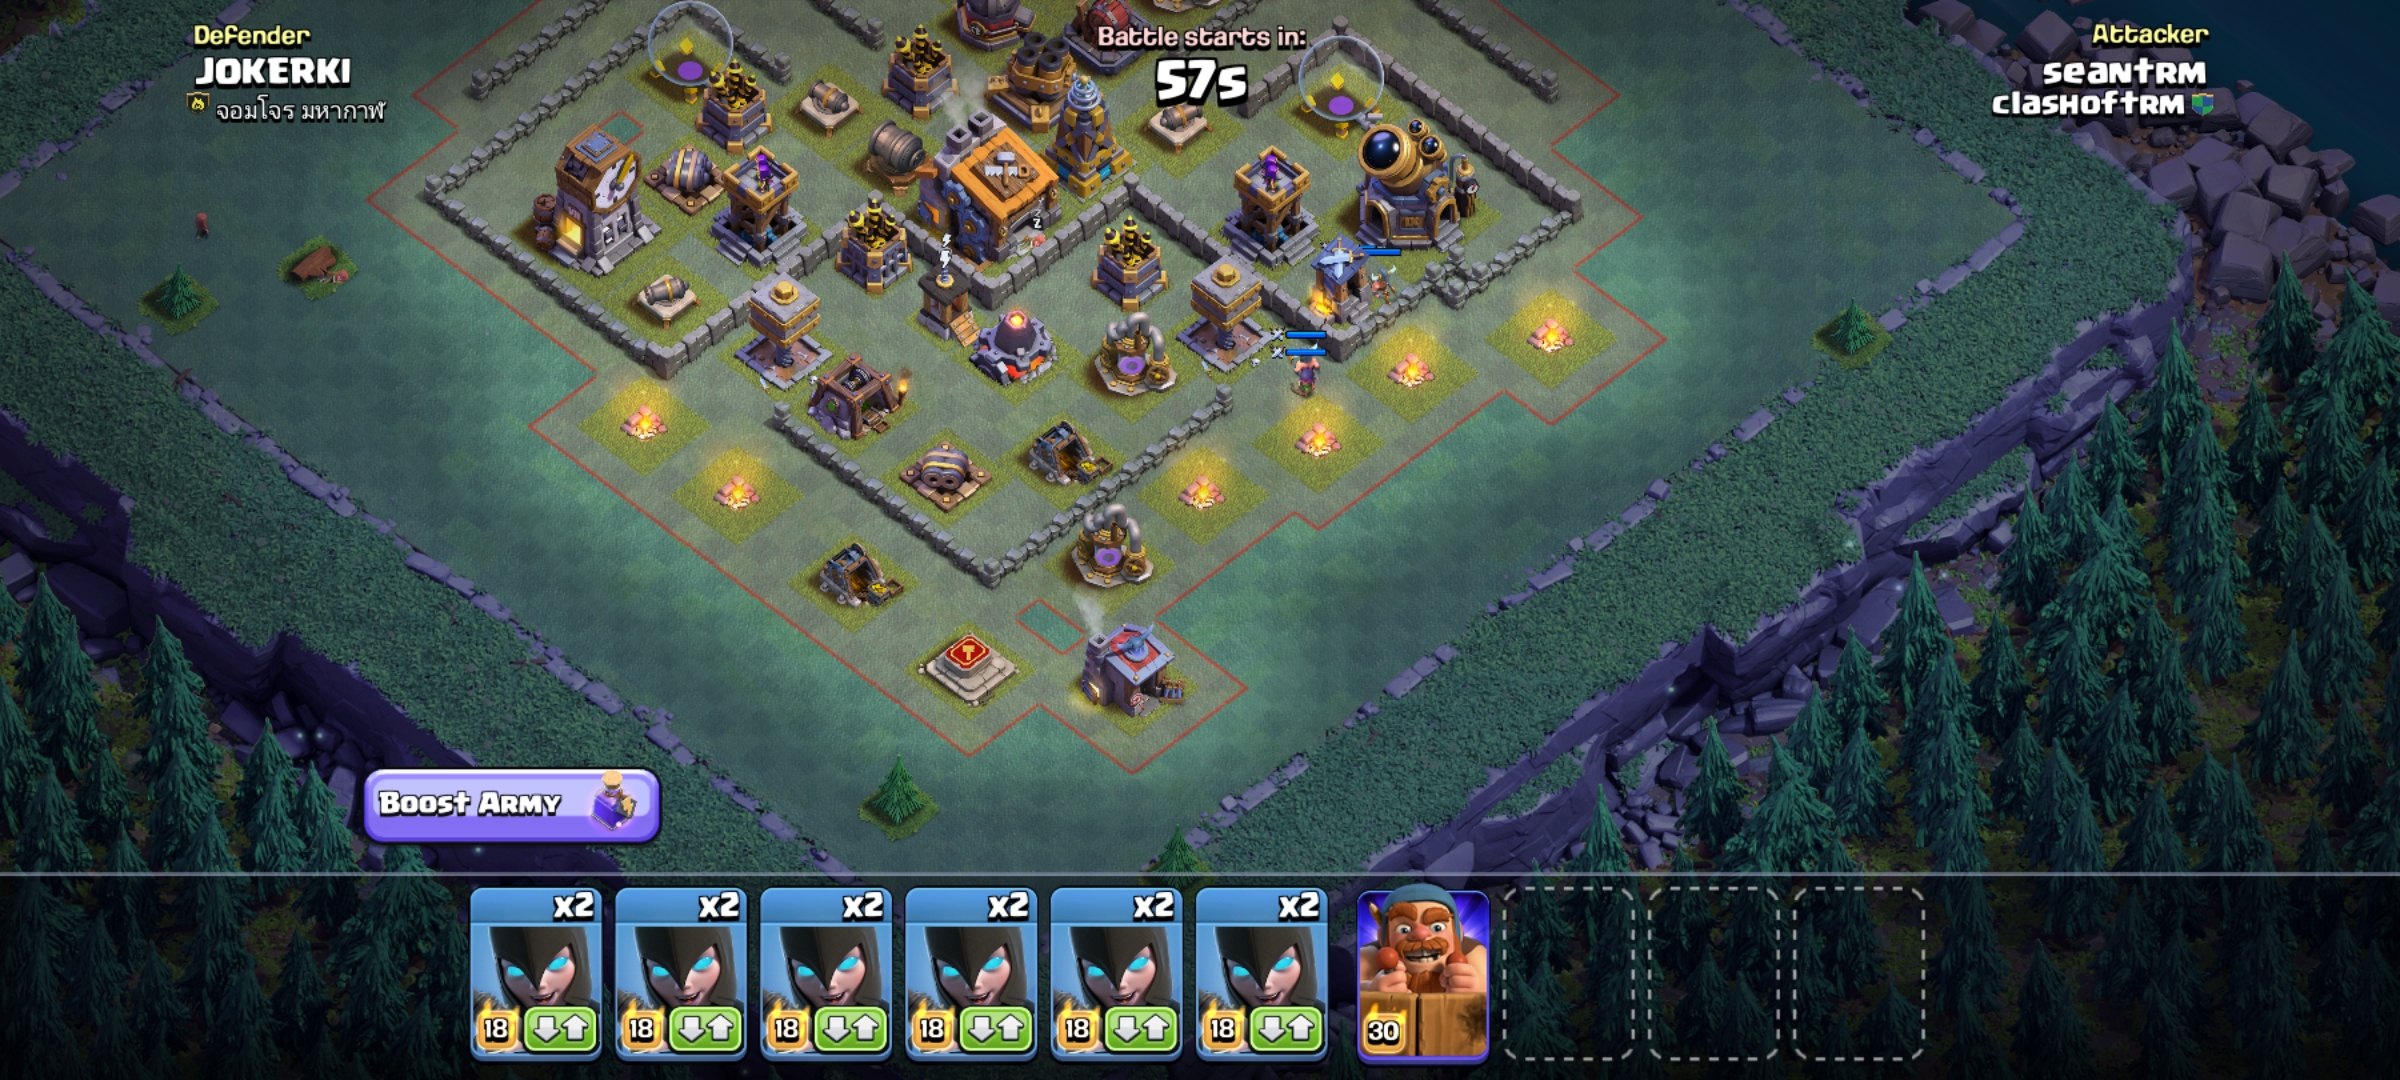 Defender
JOKERKI
จอมโจร มหากาฬ
Battle starts in:
57s
Attacker
seantRM
clashoftRM
Boost Army
x2
x2
x2
x2
x2
x2
18
18
18
18
18
18
30